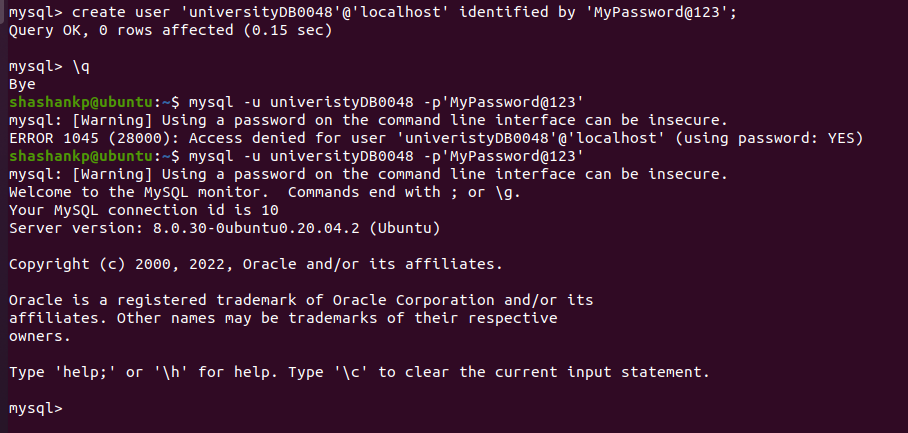 mysql> create user 'universityDB0048'@'localhost' identified by 'MyPassword@123';
Query OK, 0 rows affected (0.15 sec)
mysql> \q
Bye
shashankp@ubuntu:~$ mysql -u univeristyDB0048 -p'MyPassword@123'
mysql: [Warning] Using a password on the command line interface can be insecure.
ERROR 1045 (28000): Access denied for user 'univeristyDB0048'@'localhost' (using password: YES)
shashankp@ubuntu:~$ mysql -u universityDB0048 -p'MyPassword@123'
mysql: [Warning] Using a password on the command line interface can be insecure.
Welcome to the MySQL monitor.  Commands end with ; or \g.
Your MySQL connection id is 10
Server version: 8.0.30-0ubuntu0.20.04.2 (Ubuntu)
Copyright (c) 2000, 2022, Oracle and/or its affiliates.
Oracle is a registered trademark of Oracle Corporation and/or its
affiliates. Other names may be trademarks of their respective
owners.
Type 'help;' or '\h' for help. Type '\c' to clear the current input statement.
mysql>